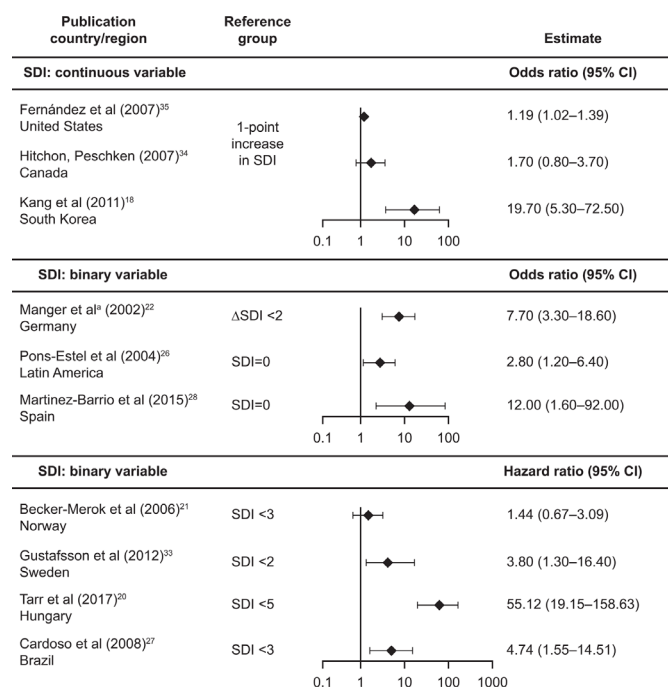 Publication country/region Reference group Estimate
SDI: continuous variable Odds ratio (95% CI)
Fernández et al (2007)³⁵
United States
1-point
increase
in SDI
1.19 (1.02–1.39)
Hitchon, Peschken (2007)³⁴
Canada
1.70 (0.80–3.70)
Kang et al (2011)¹⁸
South Korea
19.70 (5.30–72.50)
0.1 1 10 100
SDI: binary variable Odds ratio (95% CI)
Manger etalᵃ (2002)²² ΔSDI <2 7.70 (3.30–18.60)
Germany
Pons-Estel et al (2004)²⁶ SDI=0 2.80 (1.20–6.40)
Latin America
Martinez-Barrio et al (2015)²⁸ SDI=0 12.00 (1.60–92.00)
Spain
0.1 1 10 100
SDI: binary variable Hazard ratio (95% CI)
Becker-Merok et al (2006)²¹ SDI <3 1.44 (0.67–3.09)
Norway
Gustafsson et al (2012)³³ SDI <2 3.80 (1.30–16.40)
Sweden
Tarr et al (2017)²⁰ SDI <5 55.12 (19.15–158.63)
Hungary
Cardoso et al (2008)²⁷ SDI <3 4.74 (1.55–14.51)
Brazil
0.1 1 10 100 1000